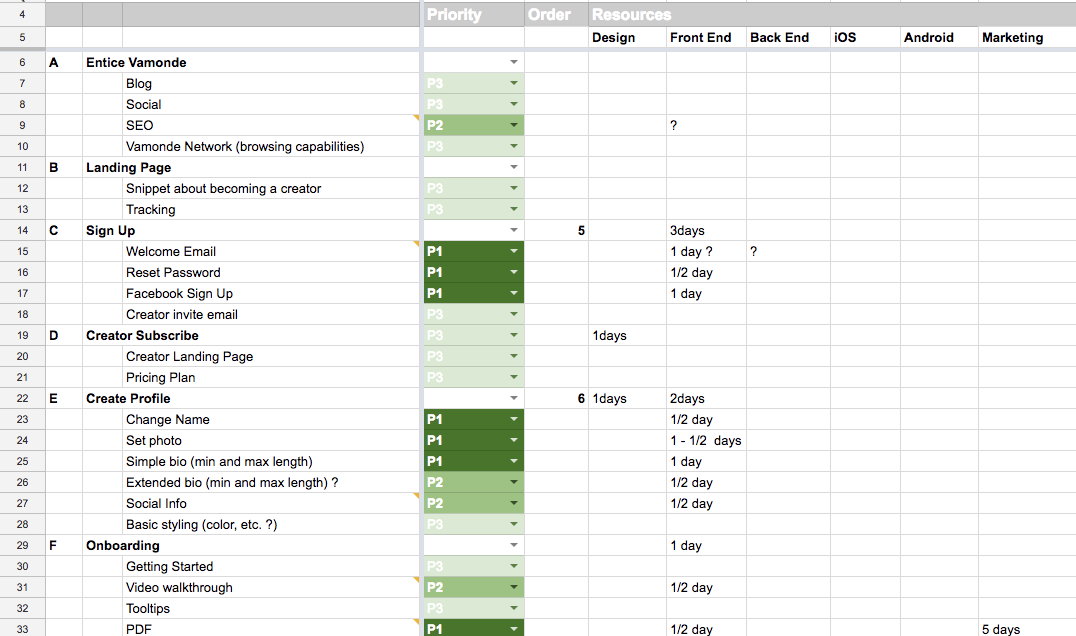 4 Priority Order Resources
5 Design Front End Back End iOS Android Marketing
6 A Entice Vamonde
7 Blog P3
8 Social P3
9 SEO P2 ?
10 Vamonde Network (browsing capabilities) P3
11 B Landing Page
12 Snippet about becoming a creator P3
13 Tracking P3
14 C Sign Up 5 3days
15 Welcome Email P1 1 day ? ?
16 Reset Password P1 1/2 day
17 Facebook Sign Up P1 1 day
18 Creator invite email P3
19 D Creator Subscribe P3 1days
20 Creator Landing Page P3
21 Pricing Plan P3
22 E Create Profile 6 1days 2days
23 Change Name P1 1/2 day
24 Set photo P1 1 - 1/2 days
25 Simple bio (min and max length) P1 1 day
26 Extended bio (min and max length) ? P2 1/2 day
27 Social Info P2 1/2 day
28 Basic styling (color, etc. ?) P3
29 F Onboarding 1 day
30 Getting Started P3
31 Video walkthrough P2 1/2 day
32 Tooltips P3
33 PDF P1 1/2 day 5 days